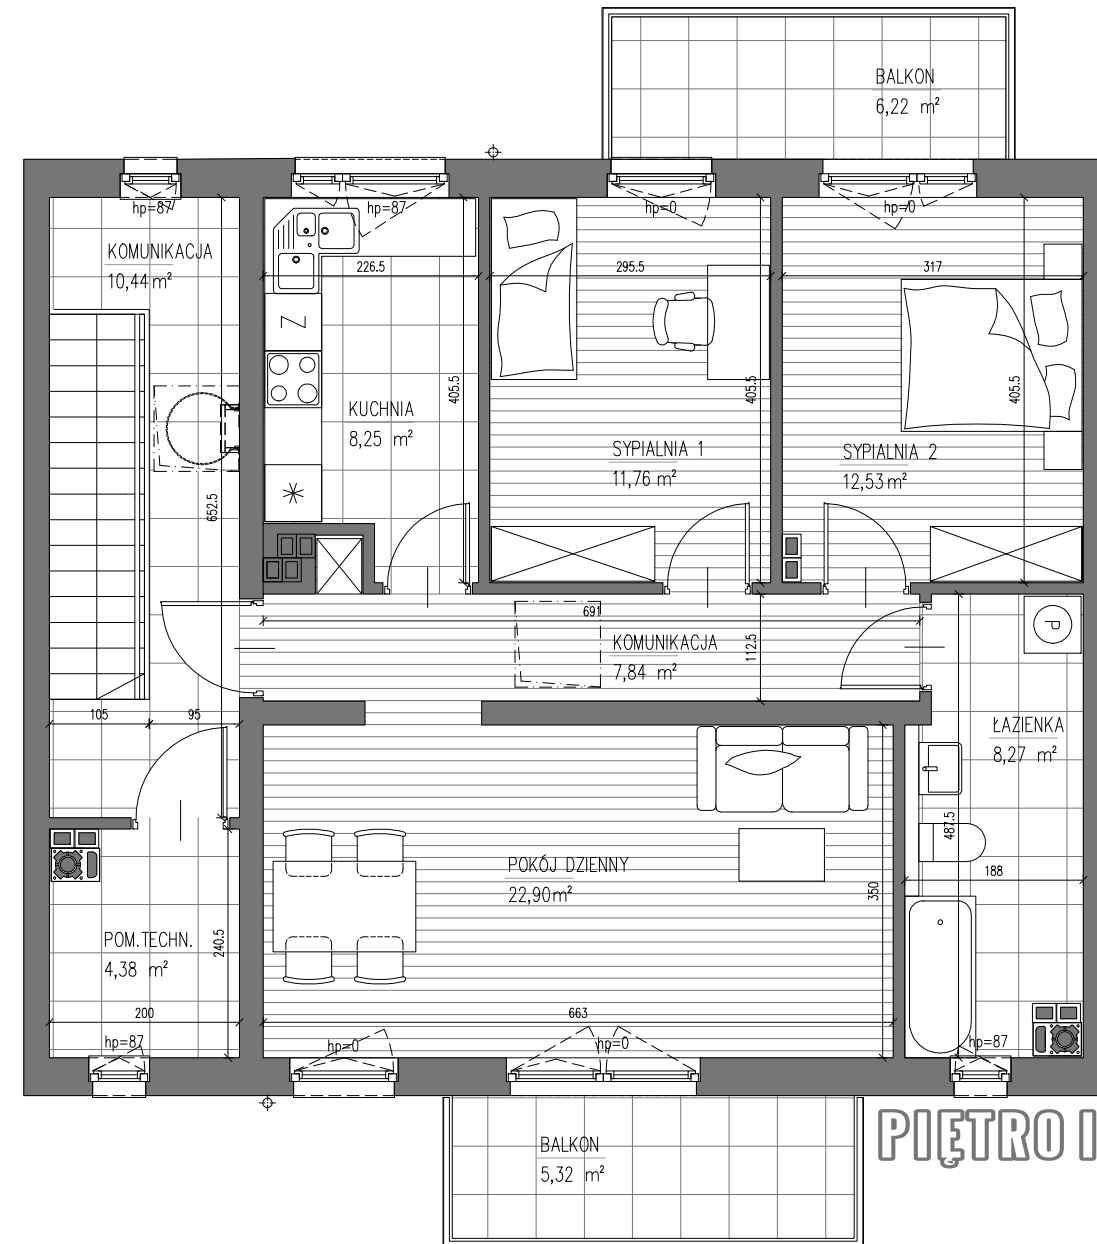 BALKON
6,22 m²
hp=87
hp=87
hp=0
hp=0
KOMUNIKACJA
10,44 m²
226.5
295.5
317
Z
405.5
405.5
405.5
KUCHNIA
8,25 m²
SYPIALNIA 1
11,76 m²
SYPIALNIA 2
12,53 m²
652.5
691
KOMUNIKACJA
7,84 m²
112.5
P
105
95
ŁAZIENKA
8,27 m²
487.5
188
POKÓJ DZIENNY
22,90 m²
350
POM.TECHN.
4,38 m²
240.5
200
663
hp=87
hp=0
hp=0
hp=87
BALKON
5,32 m²
PIĘTRO I